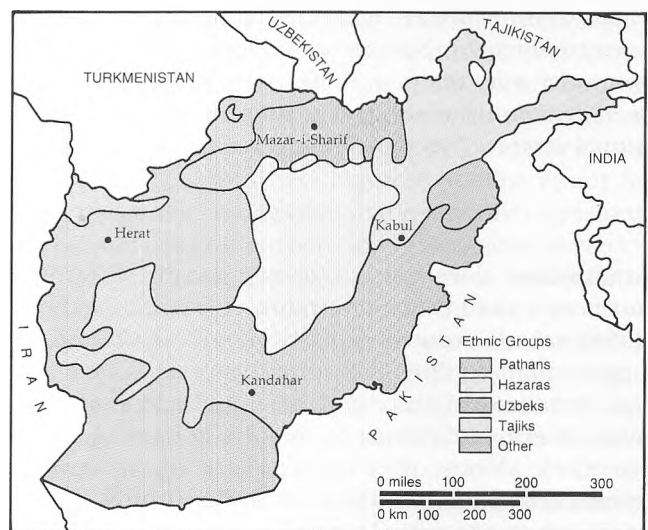 UZBEKISTAN
TAJIKISTAN
TURKMENISTAN
Mazar-i-Sharif
INDIA
Herat
Kabul
IRAN
PAKISTAN
Kandahar
Ethnic Groups
Pathans
Hazaras
Uzbeks
Tajiks
Other
0 miles 100 200 300
0 km 100 200 300